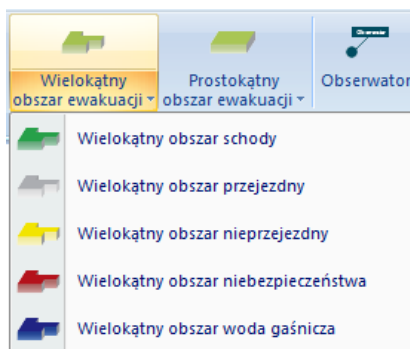 Wielokątny
obszar ewakuacji
Prostokątny
obszar ewakuacji
Obserwator
Wielokątny obszar schody
Wielokątny obszar przejezdny
Wielokątny obszar nieprzejezdny
Wielokątny obszar niebezpieczeństwa
Wielokątny obszar woda gaśnicza